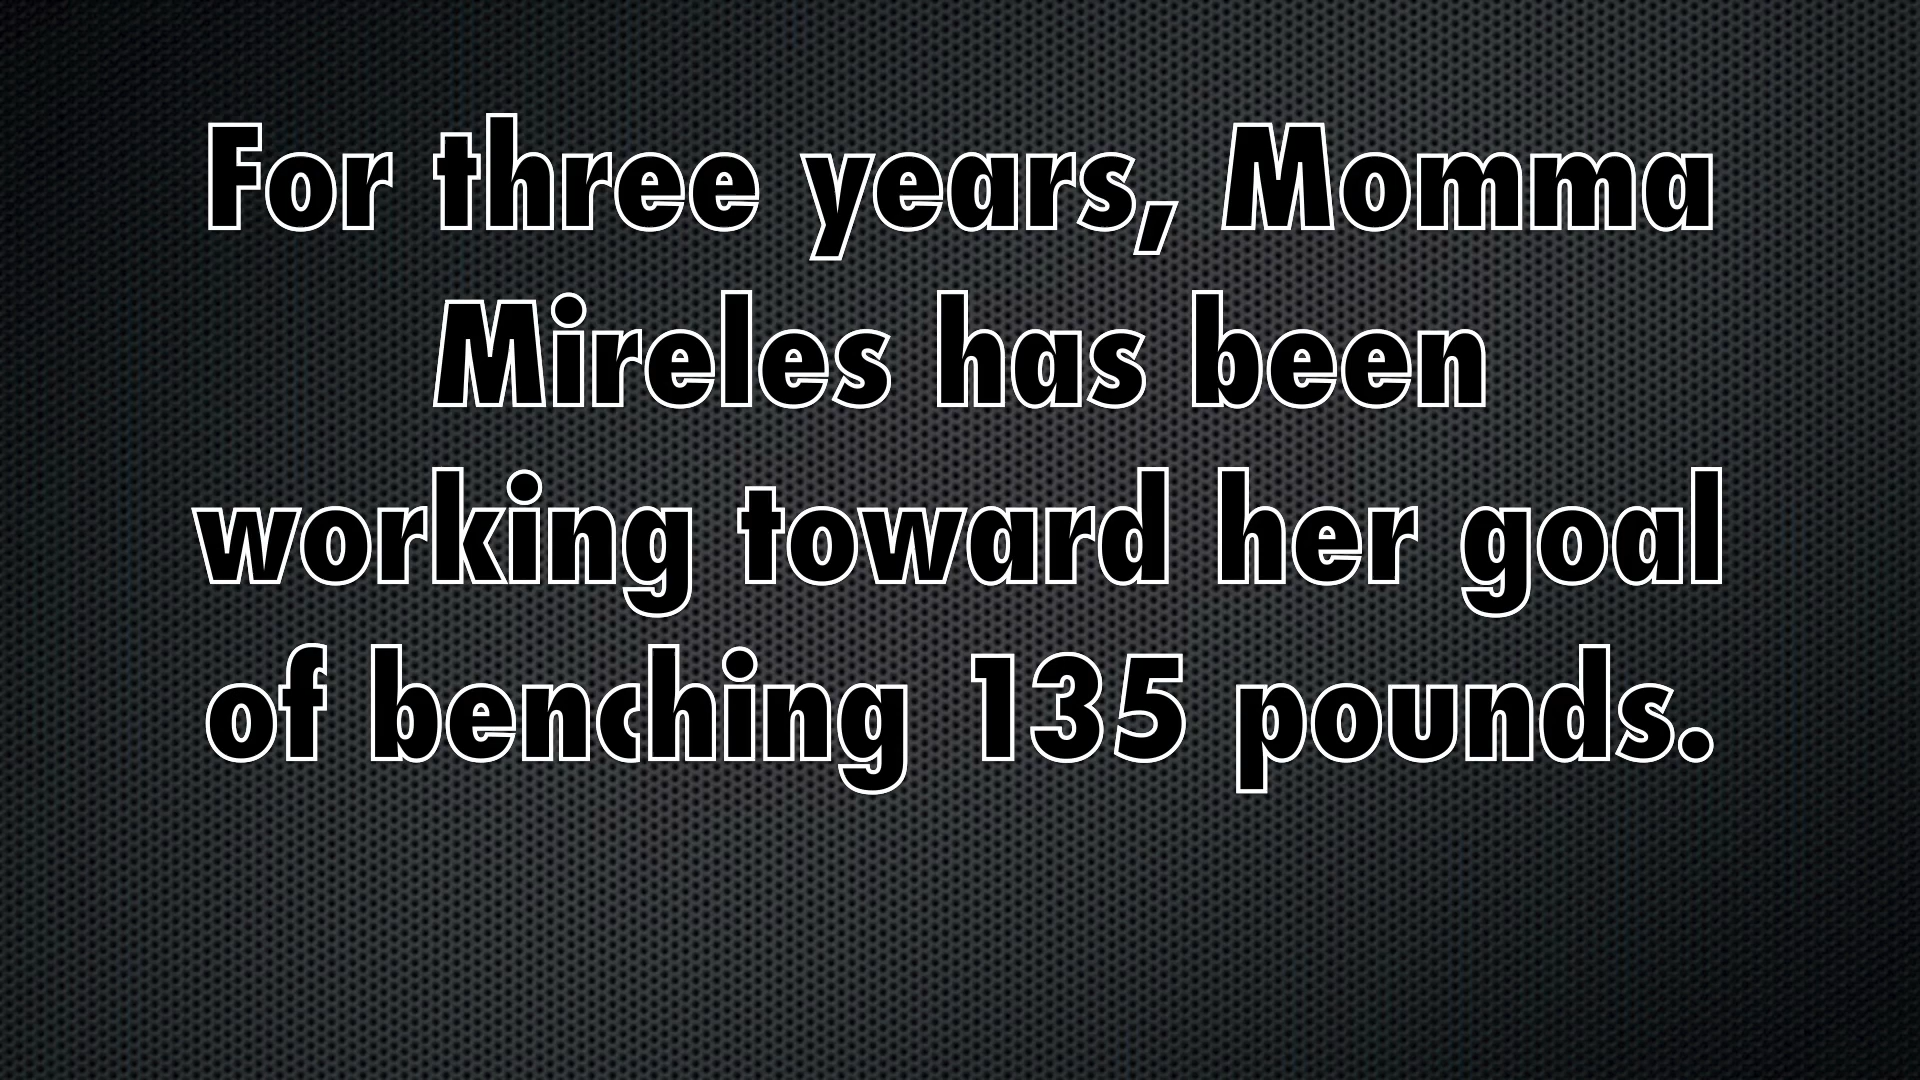 For three years, Momma
Mireles has been
working toward her goal
of benching 135 pounds.